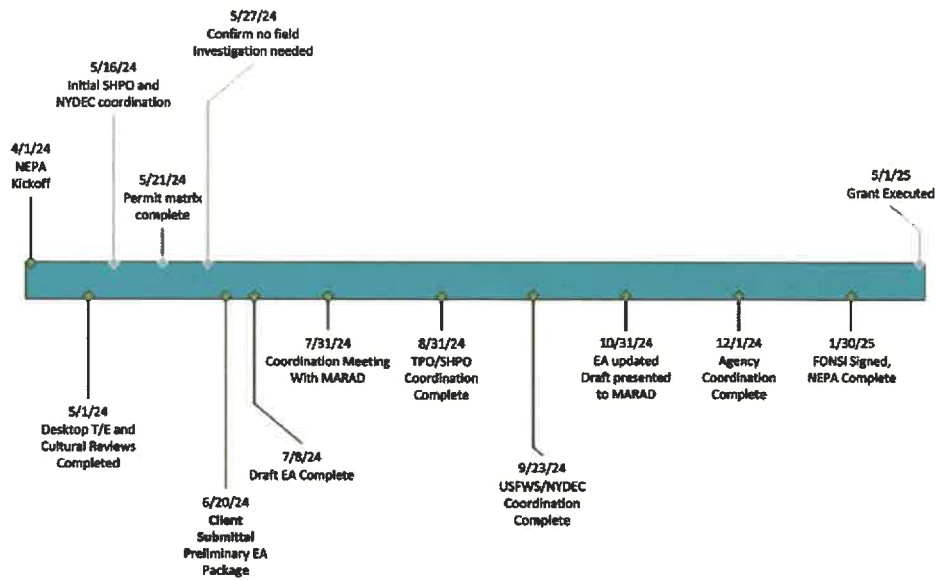 5/27/24
Confirm no field
investigation needed
5/16/24
Initial SHPO and
NYDEC coordination
4/1/24
NEPA
Kickoff
5/21/24
Permit matrix
complete
5/1/25
Grant Executed
5/1/24
Desktop T/E and
Cultural Reviews
Completed
6/20/24
Client
Submittal
Preliminary EA
Package
7/8/24
Draft EA Complete
7/31/24
Coordination Meeting
With MARAD
8/31/24
TPO/SHPO
Coordination
Complete
9/23/24
USFWS/NYDEC
Coordination
Complete
10/31/24
EA updated
Draft presented
to MARAD
12/1/24
Agency
Coordination
Complete
1/30/25
FONSI Signed,
NEPA Complete